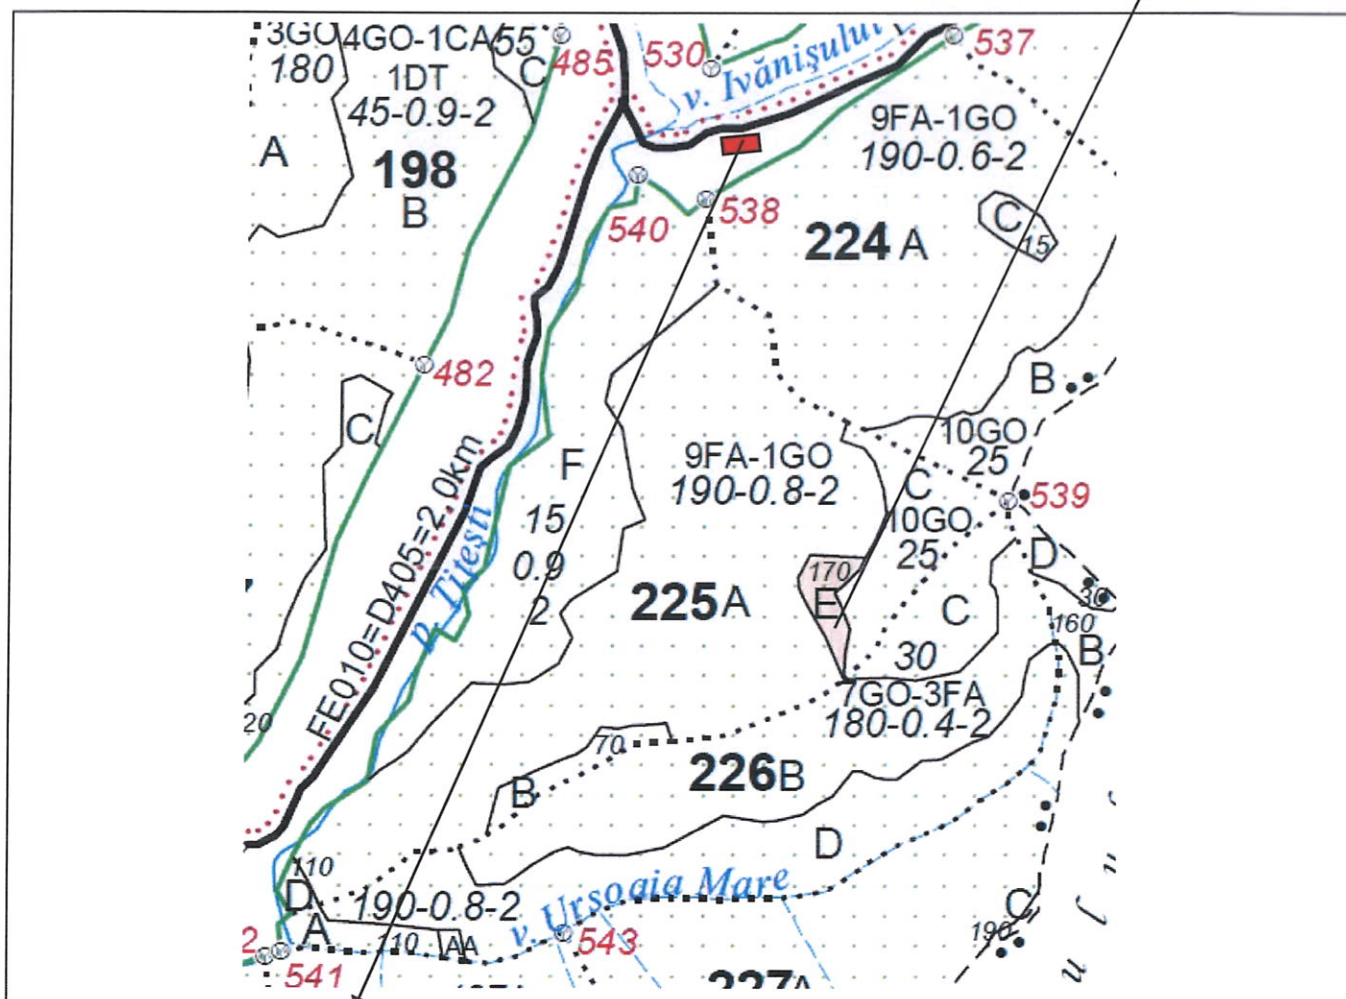 3GO
180
4GO-1CA
55
1DT
45-0.9-2
C
485
530
v. Ivănişului
537
A
198
B
9FA-1GO
190-0.6-2
540
538
224 A
C
15
482
B
C
10GO
25
F
9FA-1GO
190-0.8-2
C
539
10GO
25
15
0.9
2
FE010=D405=2.0km
p. Titeşti
D
170
225A
E
C
30
160
B
30
7GO-3FA
180-0.4-2
20
70
226B
B
D
110
D
190-0.8-2
v. Ursoaia Mare
C
190
A
110
AA
2
541
543
227A
u l u